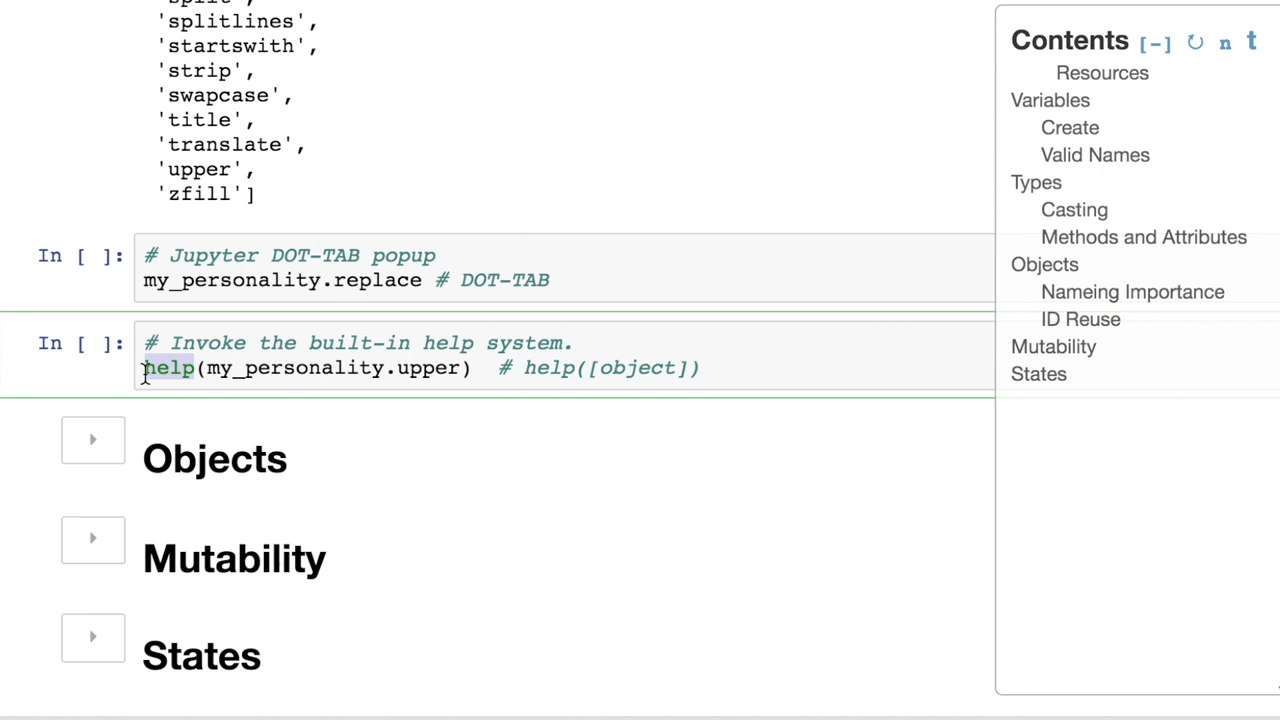 'split',
'splitlines',
'startswith',
'strip',
'swapcase',
'title',
'translate',
'upper',
'zfill']
In [ ]:
# Jupyter DOT-TAB popup
my_personality.replace # DOT-TAB
In [ ]:
# Invoke the built-in help system.
help(my_personality.upper)  # help([object])
Objects
Mutability
States
Contents [-] ↻ n t
Resources
Variables
Create
Valid Names
Types
Casting
Methods and Attributes
Objects
Nameing Importance
ID Reuse
Mutability
States